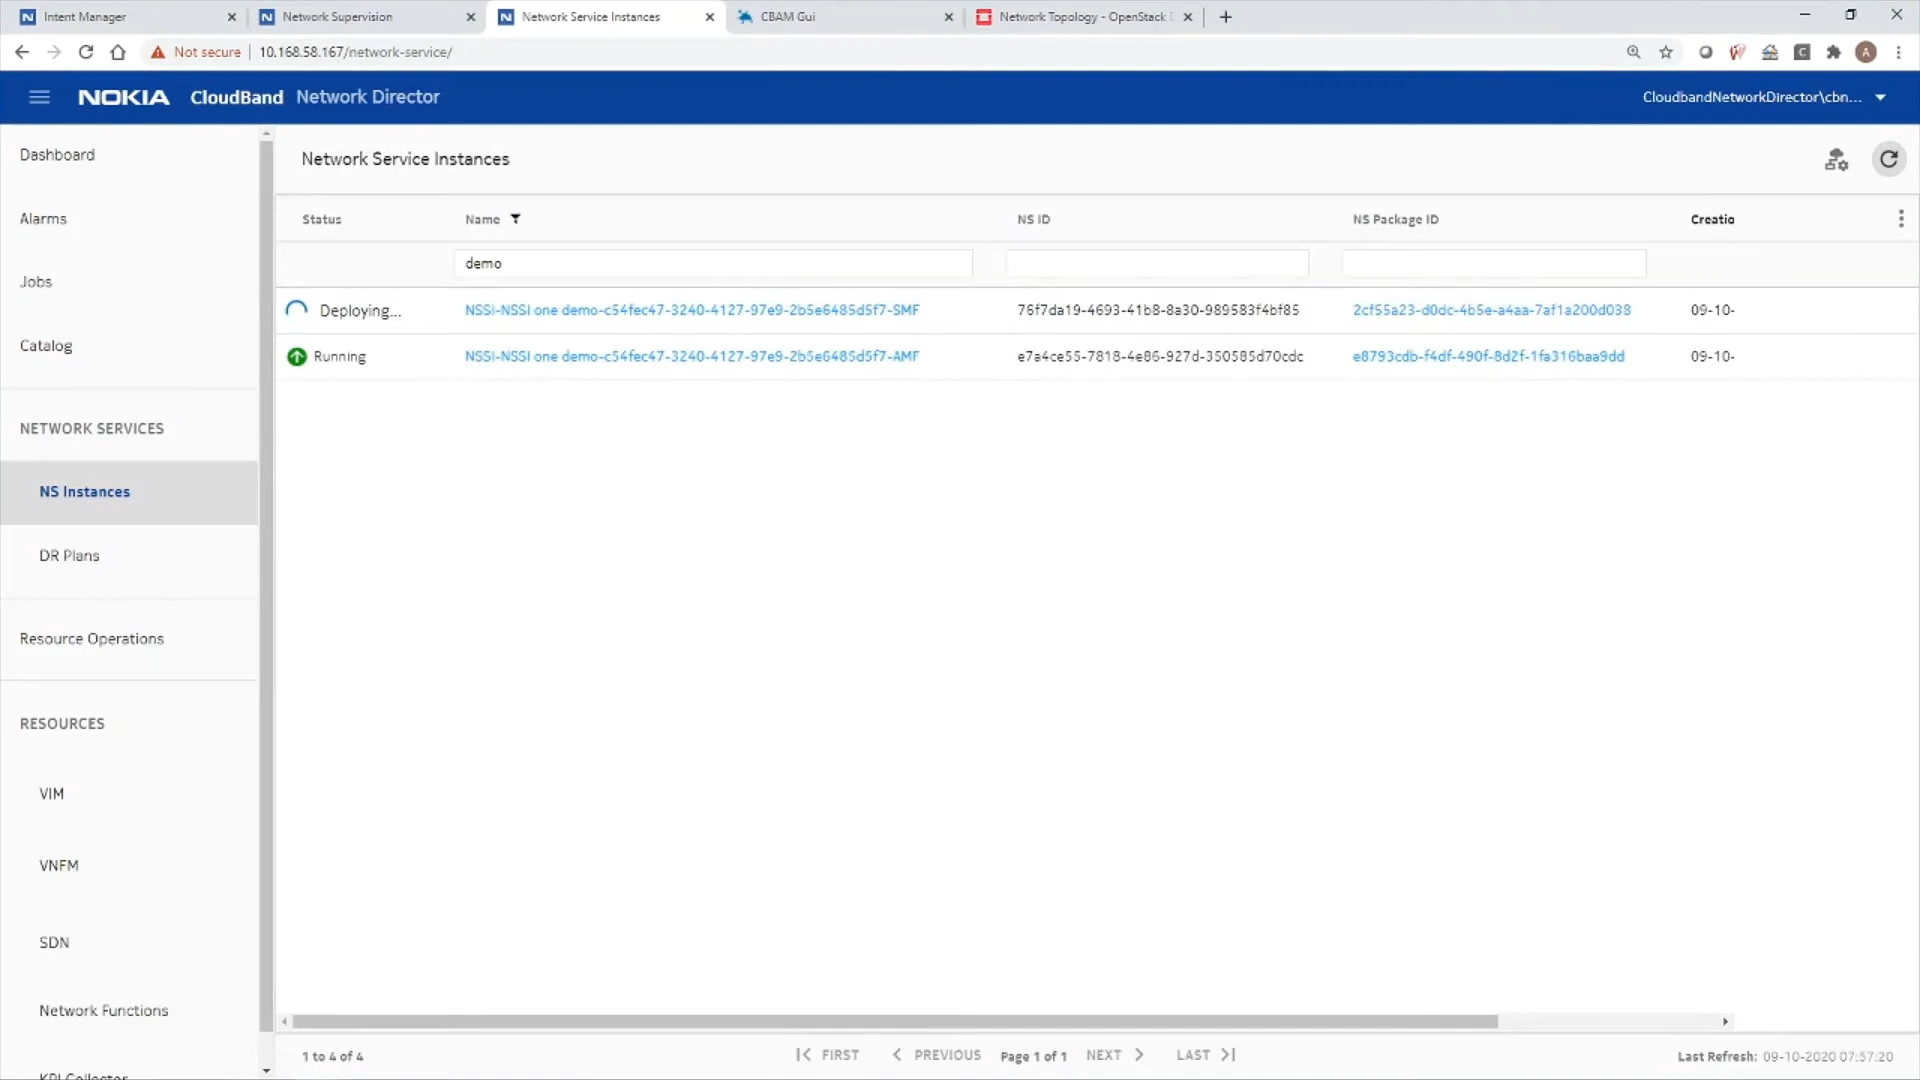 Intent Manager
Network Supervision
Network Service Instances
CBAM Gui
Network Topology - OpenStack
Not secure
10.168.58.167/network-service/
A
NOKIA CloudBand Network Director
CloudbandNetworkDirector\cbn...
Dashboard
Alarms
Jobs
Catalog
NETWORK SERVICES
NS Instances
DR Plans
Resource Operations
RESOURCES
VIM
VNFM
SDN
Network Functions
KPI Collector
Network Service Instances
Status Name NS ID NS Package ID Creatio
demo
Deploying... NSSI-NSSI one demo-c54fec47-3240-4127-97e9-2b5e6485d5f7-SMF 76f7da19-4693-41b8-8a30-989583f4bf85 2cf55a23-d0dc-4b5e-a4aa-7af1a200d038 09-10-
Running NSSI-NSSI one demo-c54fec47-3240-4127-97e9-2b5e6485d5f7-AMF e7a4ce55-7818-4e86-927d-350585d70cdc e8793cdb-f4df-490f-8d2f-1fa316baa9dd 09-10-
1 to 4 of 4
FIRST PREVIOUS Page 1 of 1 NEXT LAST
Last Refresh: 09-10-2020 07:57:20